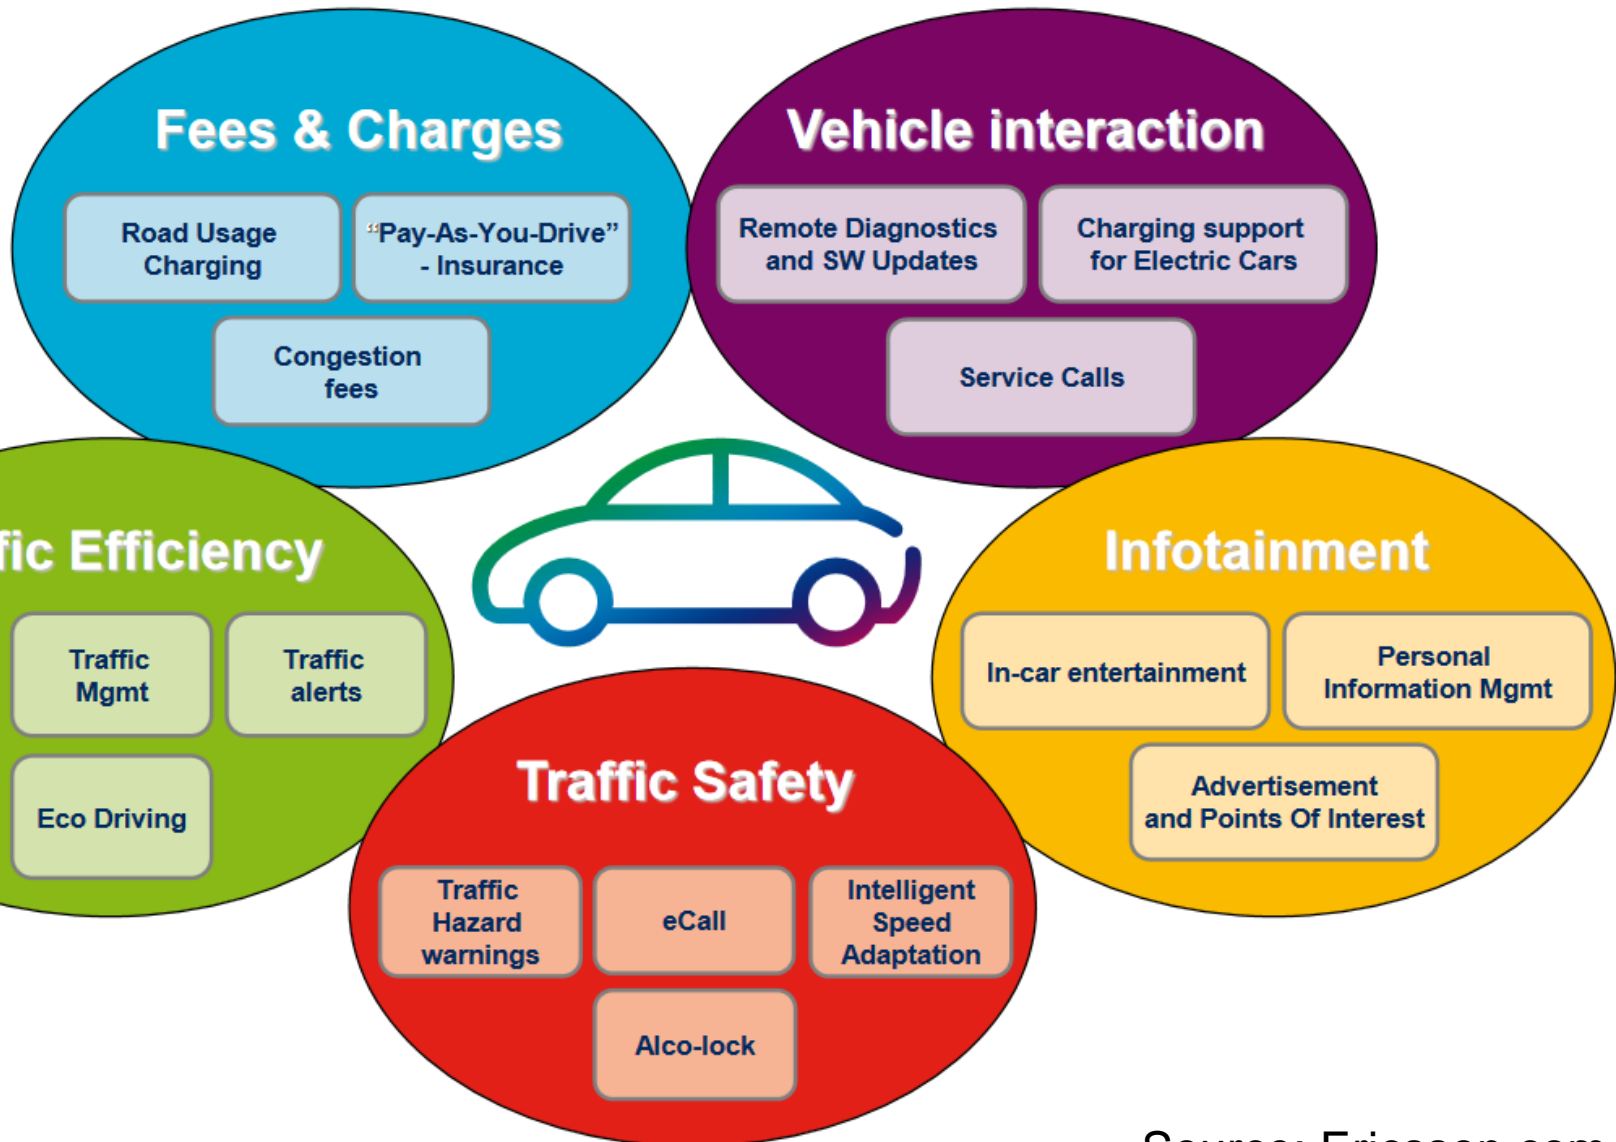 Fees & Charges
Road Usage
Charging
“Pay-As-You-Drive”
- Insurance
Congestion
fees
Vehicle interaction
Remote Diagnostics
and SW Updates
Charging support
for Electric Cars
Service Calls
fic Efficiency
Traffic
Mgmt
Traffic
alerts
Eco Driving
Infotainment
In-car entertainment
Personal
Information Mgmt
Advertisement
and Points Of Interest
Traffic Safety
Traffic
Hazard
warnings
eCall
Intelligent
Speed
Adaptation
Alco-lock
Source: Ericsson.com